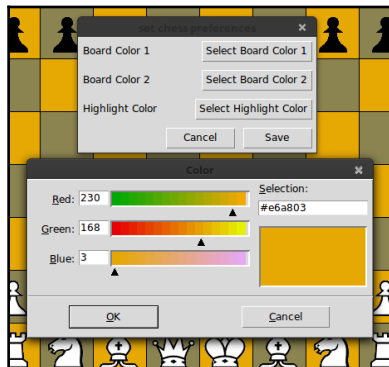 set chess preferences
Board Color 1 Select Board Color 1
Board Color 2 Select Board Color 2
Highlight Color Select Highlight Color
Cancel Save
Color
Red: 230
Green: 168
Blue: 3
Selection:
#e6a803
OK Cancel